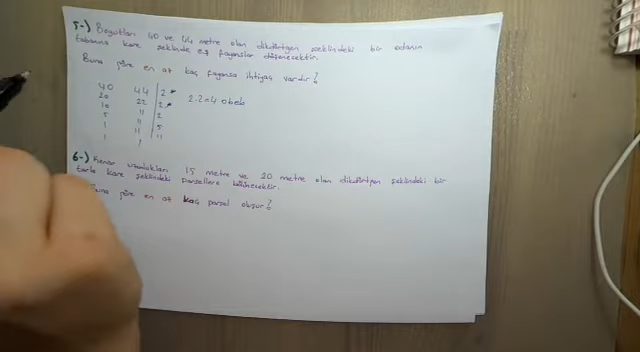 5-) Boyutları 40 ve 44 metre olan dikdörtgen şeklindeki bir odanın
tabanına kare şeklinde eş fayanslar döşenecektir.
Buna göre en az kaç fayansa ihtiyaç vardır?
40 44 2*
20 22 2*
10 11 2
5 11 5
1 11 11
1 1
2.2=4 obeb
6-) Kenar uzunlukları 15 metre ve 20 metre olan dikdörtgen şeklindeki bir
tarla kare şeklindeki parsellere bölünecektir.
Buna göre en az kaç parsel oluşur?